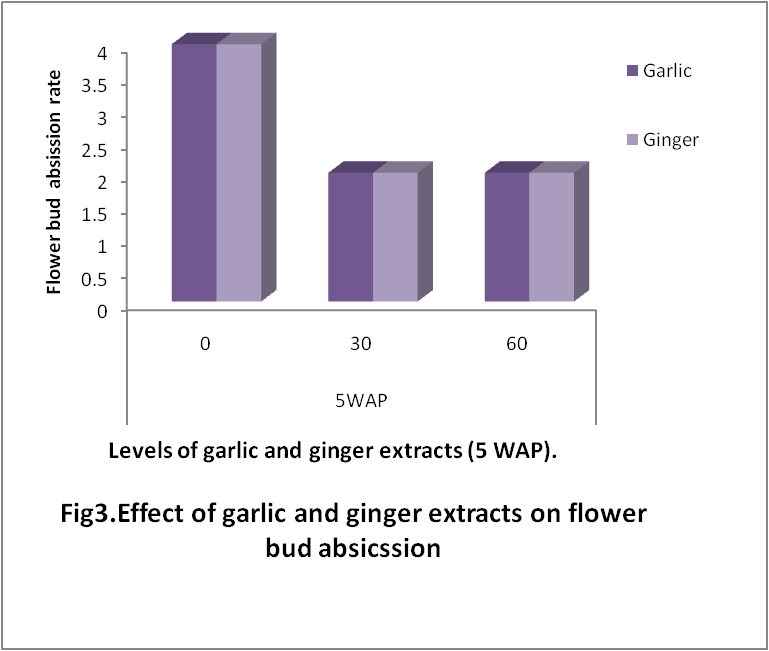 Flower bud absission rate
4
3.5
3
2.5
2
1.5
1
0.5
0
Garlic
Ginger
0 30 60
5WAP
Levels of garlic and ginger extracts (5 WAP).
Fig3.Effect of garlic and ginger extracts on flower
bud absicssion